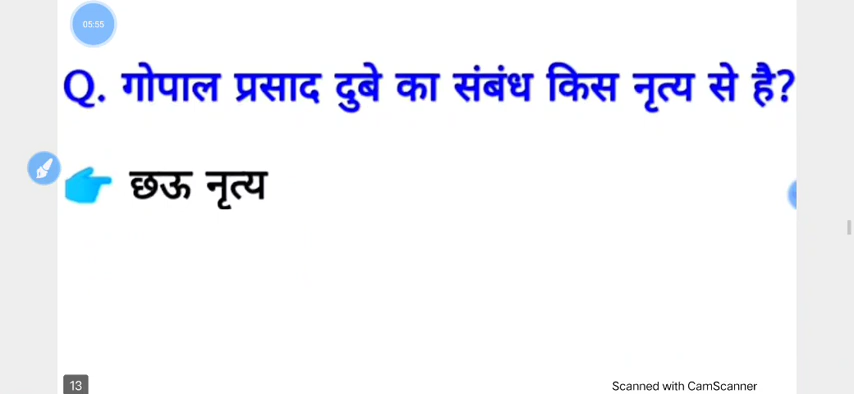 05:55
Q. गोपाल प्रसाद दुबे का संबंध किस नृत्य से है?
छऊ नृत्य
13
Scanned with CamScanner